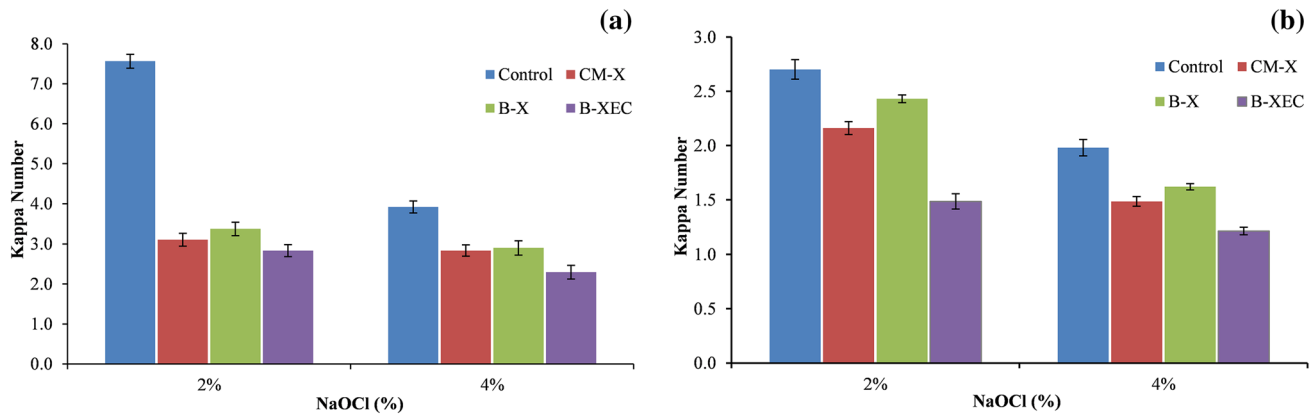 (a)
8.0
7.0
6.0
5.0
4.0
3.0
2.0
1.0
0.0
Kappa Number
Control CM-X
B-X B-XEC
2% 4%
NaOCl (%)
(b)
3.0
2.5
2.0
1.5
1.0
0.5
0.0
Kappa Number
Control CM-X
B-X B-XEC
2% 4%
NaOCl (%)